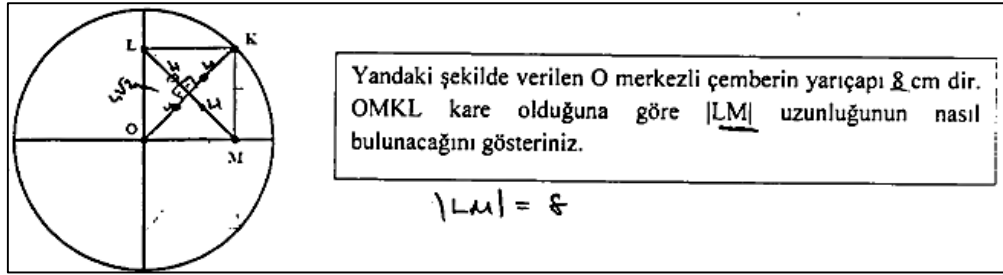 L
K
4
4
4√2
4
4
O
M
Yandaki şekilde verilen O merkezli çemberin yarıçapı 8 cm dir.
OMKL kare olduğuna göre |LM| uzunluğunun nasıl
bulunacağını gösteriniz.
|LM| = 8